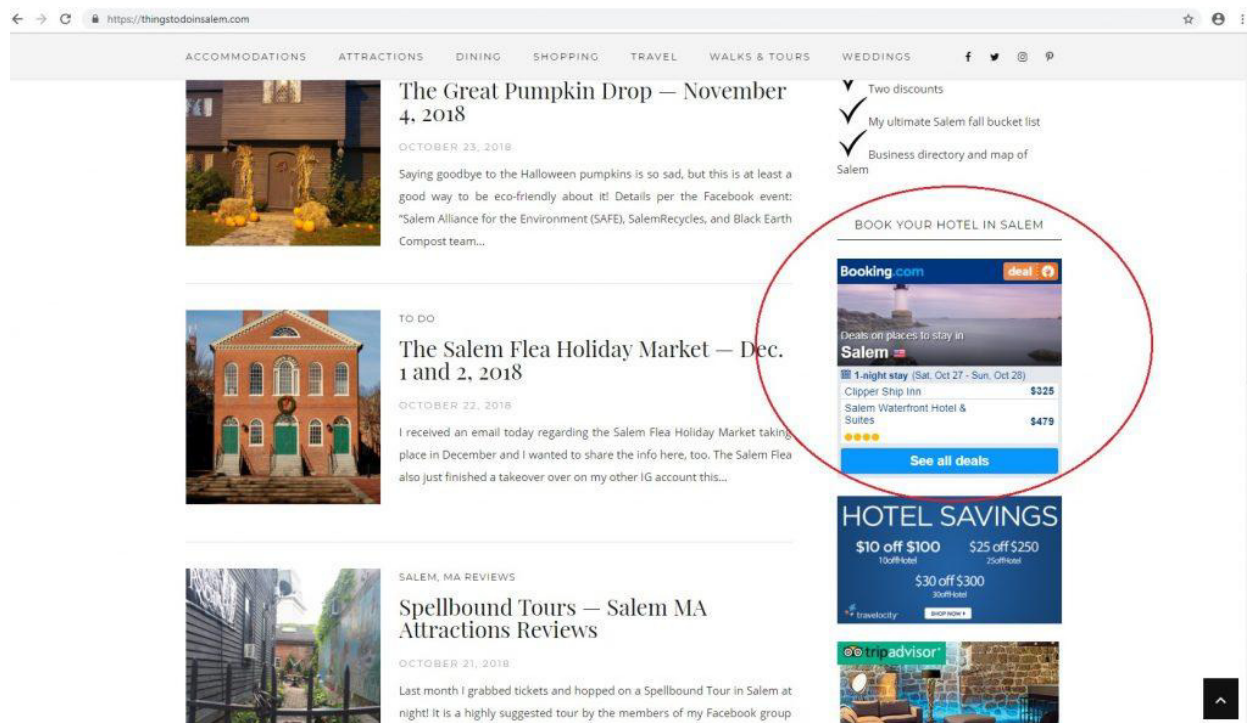 https://thingstodoinsalem.com
ACCOMMODATIONS ATTRACTIONS DINING SHOPPING TRAVEL WALKS & TOURS WEDDINGS
The Great Pumpkin Drop — November
4, 2018
OCTOBER 23, 2018
Saying goodbye to the Halloween pumpkins is so sad, but this is at least a
good way to be eco-friendly about it! Details per the Facebook event:
"Salem Alliance for the Environment (SAFE), SalemRecycles, and Black Earth
Compost team...
TO DO
The Salem Flea Holiday Market — Dec.
1 and 2, 2018
OCTOBER 22, 2018
I received an email today regarding the Salem Flea Holiday Market taking
place in December and I wanted to share the info here, too. The Salem Flea
also just finished a takeover over on my other IG account this...
SALEM, MA REVIEWS
Spellbound Tours — Salem MA
Attractions Reviews
OCTOBER 21, 2018
Last month I grabbed tickets and hopped on a Spellbound Tour in Salem at
night! It is a highly suggested tour by the members of my Facebook group
Two discounts
My ultimate Salem fall bucket list
Business directory and map of
Salem
BOOK YOUR HOTEL IN SALEM
Booking.com deal
Deals on places to stay in
Salem
1-night stay (Sat, Oct 27 - Sun, Oct 28)
Clipper Ship Inn $325
Salem Waterfront Hotel &
Suites $479
See all deals
HOTEL SAVINGS
$10 off $100 $25 off $250
10offHotel 25offHotel
$30 off $300
30offHotel
travelocity SHOP NOW
tripadvisor